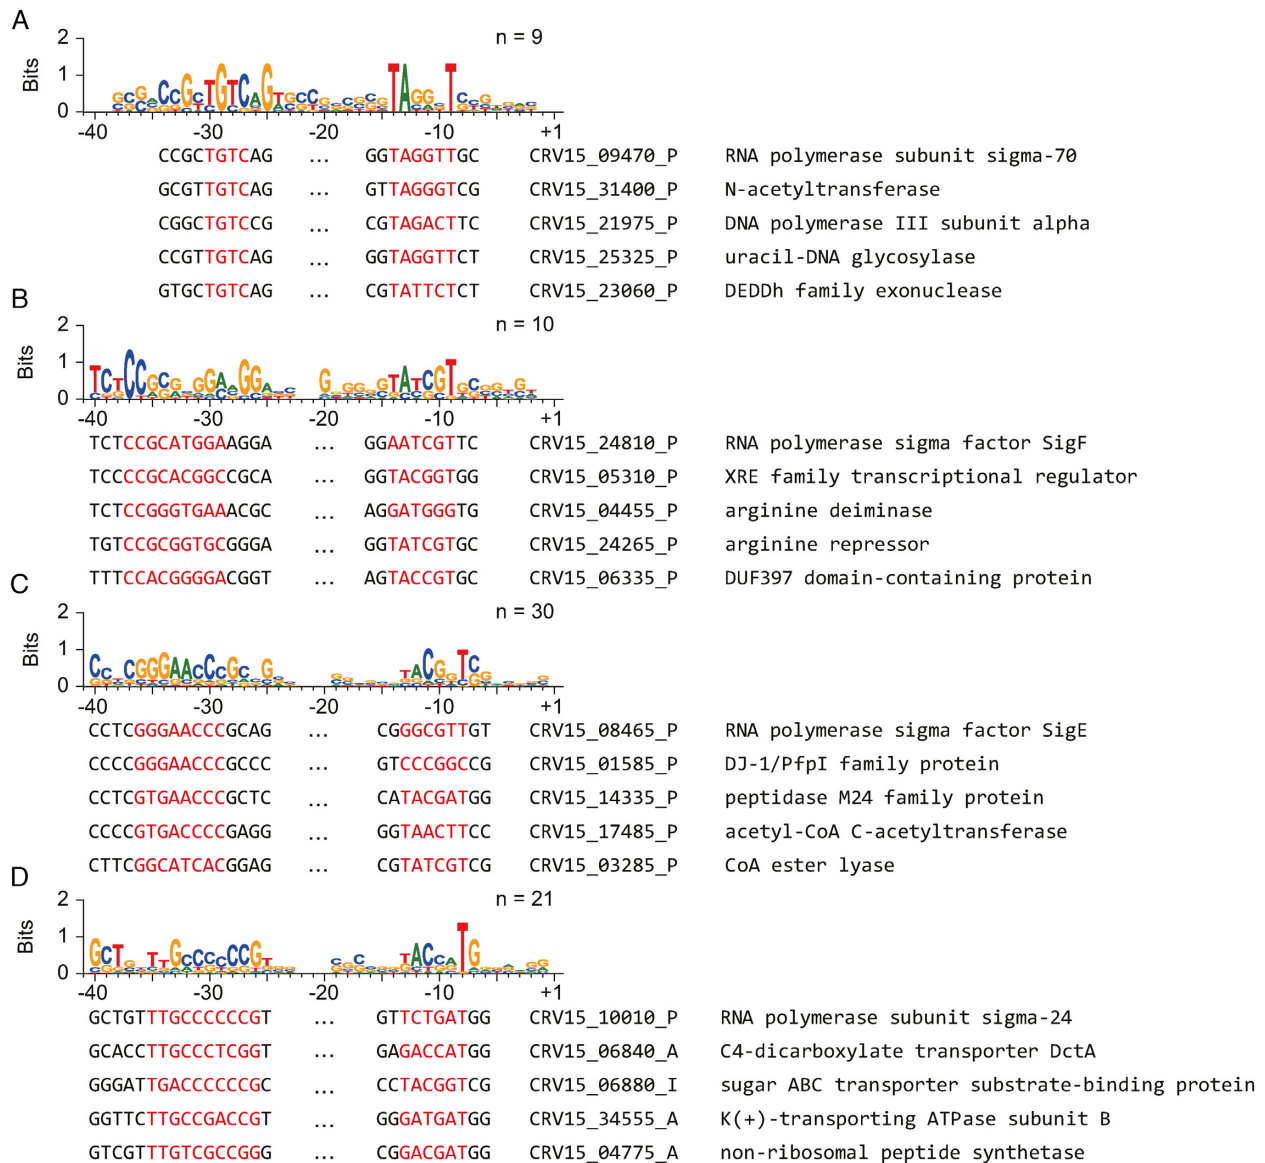 A
2
n = 9
Bits
1
0
-40 -30 -20 -10 +1
CCGCTGTCAG ... GGTAGGTTGC CRV15_09470_P RNA polymerase subunit sigma-70
GCGTTGTCAG ... GTTAGGGTCG CRV15_31400_P N-acetyltransferase
CGGCTGTCCG ... CGTAGACTTC CRV15_21975_P DNA polymerase III subunit alpha
CCGTTGTCAG ... GGTAGGTTCT CRV15_25325_P uracil-DNA glycosylase
GTGCTGTCAG ... CGTATTCTCT CRV15_23060_P DEDDh family exonuclease
B
2
n = 10
Bits
1
0
-40 -30 -20 -10 +1
TCTCCGCATGGAAGGA ... GGAATCGTTC CRV15_24810_P RNA polymerase sigma factor SigF
TCCCCGCACGGCCGCA ... GGTACGGTGG CRV15_05310_P XRE family transcriptional regulator
TCTCCGGGTGAAACGC ... AGGATGGGTG CRV15_04455_P arginine deiminase
TGTCCGCGGTGCGGGA ... GGTATCGTGC CRV15_24265_P arginine repressor
TTTCCACGGGGACGGT ... AGTACCGTGC CRV15_06335_P DUF397 domain-containing protein
C
2
n = 30
Bits
1
0
-40 -30 -20 -10 +1
CCTCGGGAACCCGCAG ... CGGGCGTTGT CRV15_08465_P RNA polymerase sigma factor SigE
CCCCGGGAACCCGCCC ... GTCCCGGCCG CRV15_01585_P DJ-1/PfpI family protein
CCTCGTGAACCCGCTC ... CATACGATGG CRV15_14335_P peptidase M24 family protein
CCCCGTGACCCCGAGG ... GGTAACTTCC CRV15_17485_P acetyl-CoA C-acetyltransferase
CTTCGGCATCACGGAG ... CGTATCGTCG CRV15_03285_P CoA ester lyase
D
2
n = 21
Bits
1
0
-40 -30 -20 -10 +1
GCTGTTTGCCCCCCGT ... GTTCTGATGG CRV15_10010_P RNA polymerase subunit sigma-24
GCACCTTGCCCTCGGT ... GAGACCATGG CRV15_06840_A C4-dicarboxylate transporter DctA
GGGATTGACCCCCCGC ... CCTACGGTCG CRV15_06880_I sugar ABC transporter substrate-binding protein
GGTTCTTGCCGACCGT ... GGGATGATGG CRV15_34555_A K(+)-transporting ATPase subunit B
GTCGTTTGTCGCCGGG ... CGGACGATGG CRV15_04775_A non-ribosomal peptide synthetase